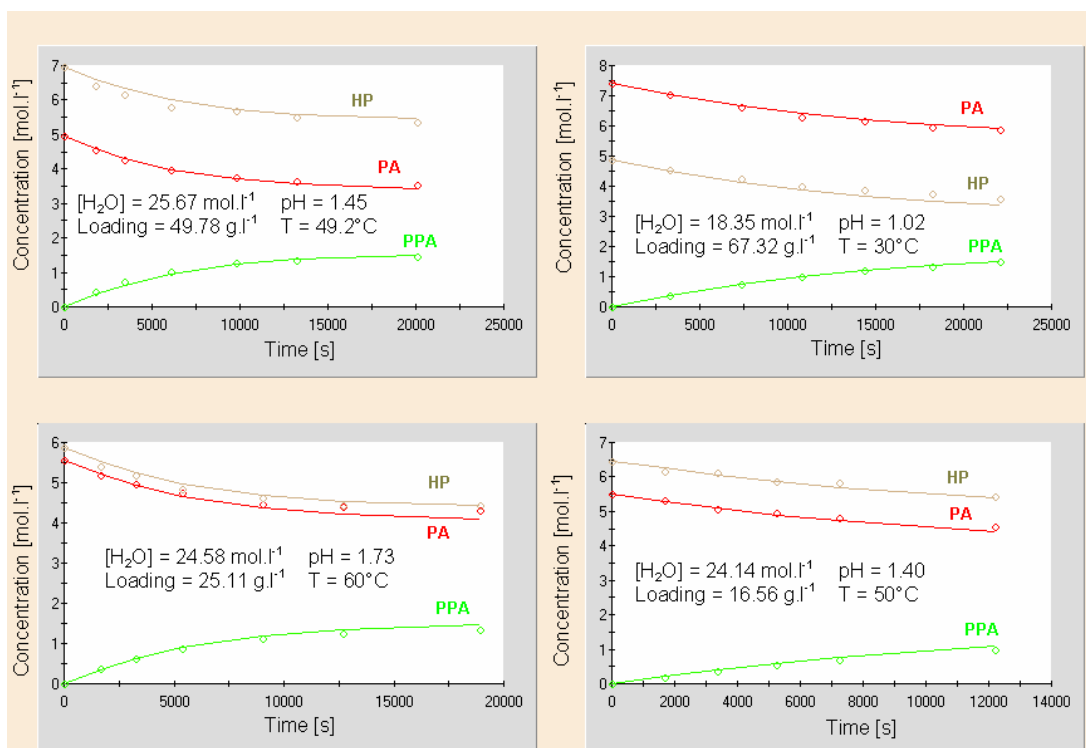 Concentration [mol.l⁻¹]
7
6
5
4
3
2
1
0
HP
PA
[H₂O] = 25.67 mol.l⁻¹ pH = 1.45
Loading = 49.78 g.l⁻¹ T = 49.2°C
PPA
0 5000 10000 15000 20000 25000
Time [s]
Concentration [mol.l⁻¹]
8
7
6
5
4
3
2
1
0
PA
HP
[H₂O] = 18.35 mol.l⁻¹ pH = 1.02
Loading = 67.32 g.l⁻¹ T = 30°C
PPA
0 5000 10000 15000 20000 25000
Time [s]
Concentration [mol.l⁻¹]
6
5
4
3
2
1
0
HP
PA
[H₂O] = 24.58 mol.l⁻¹ pH = 1.73
Loading = 25.11 g.l⁻¹ T = 60°C
PPA
0 5000 10000 15000 20000
Time [s]
Concentration [mol.l⁻¹]
7
6
5
4
3
2
1
0
HP
PA
[H₂O] = 24.14 mol.l⁻¹ pH = 1.40
Loading = 16.56 g.l⁻¹ T = 50°C
PPA
0 2000 4000 6000 8000 10000 12000 14000
Time [s]